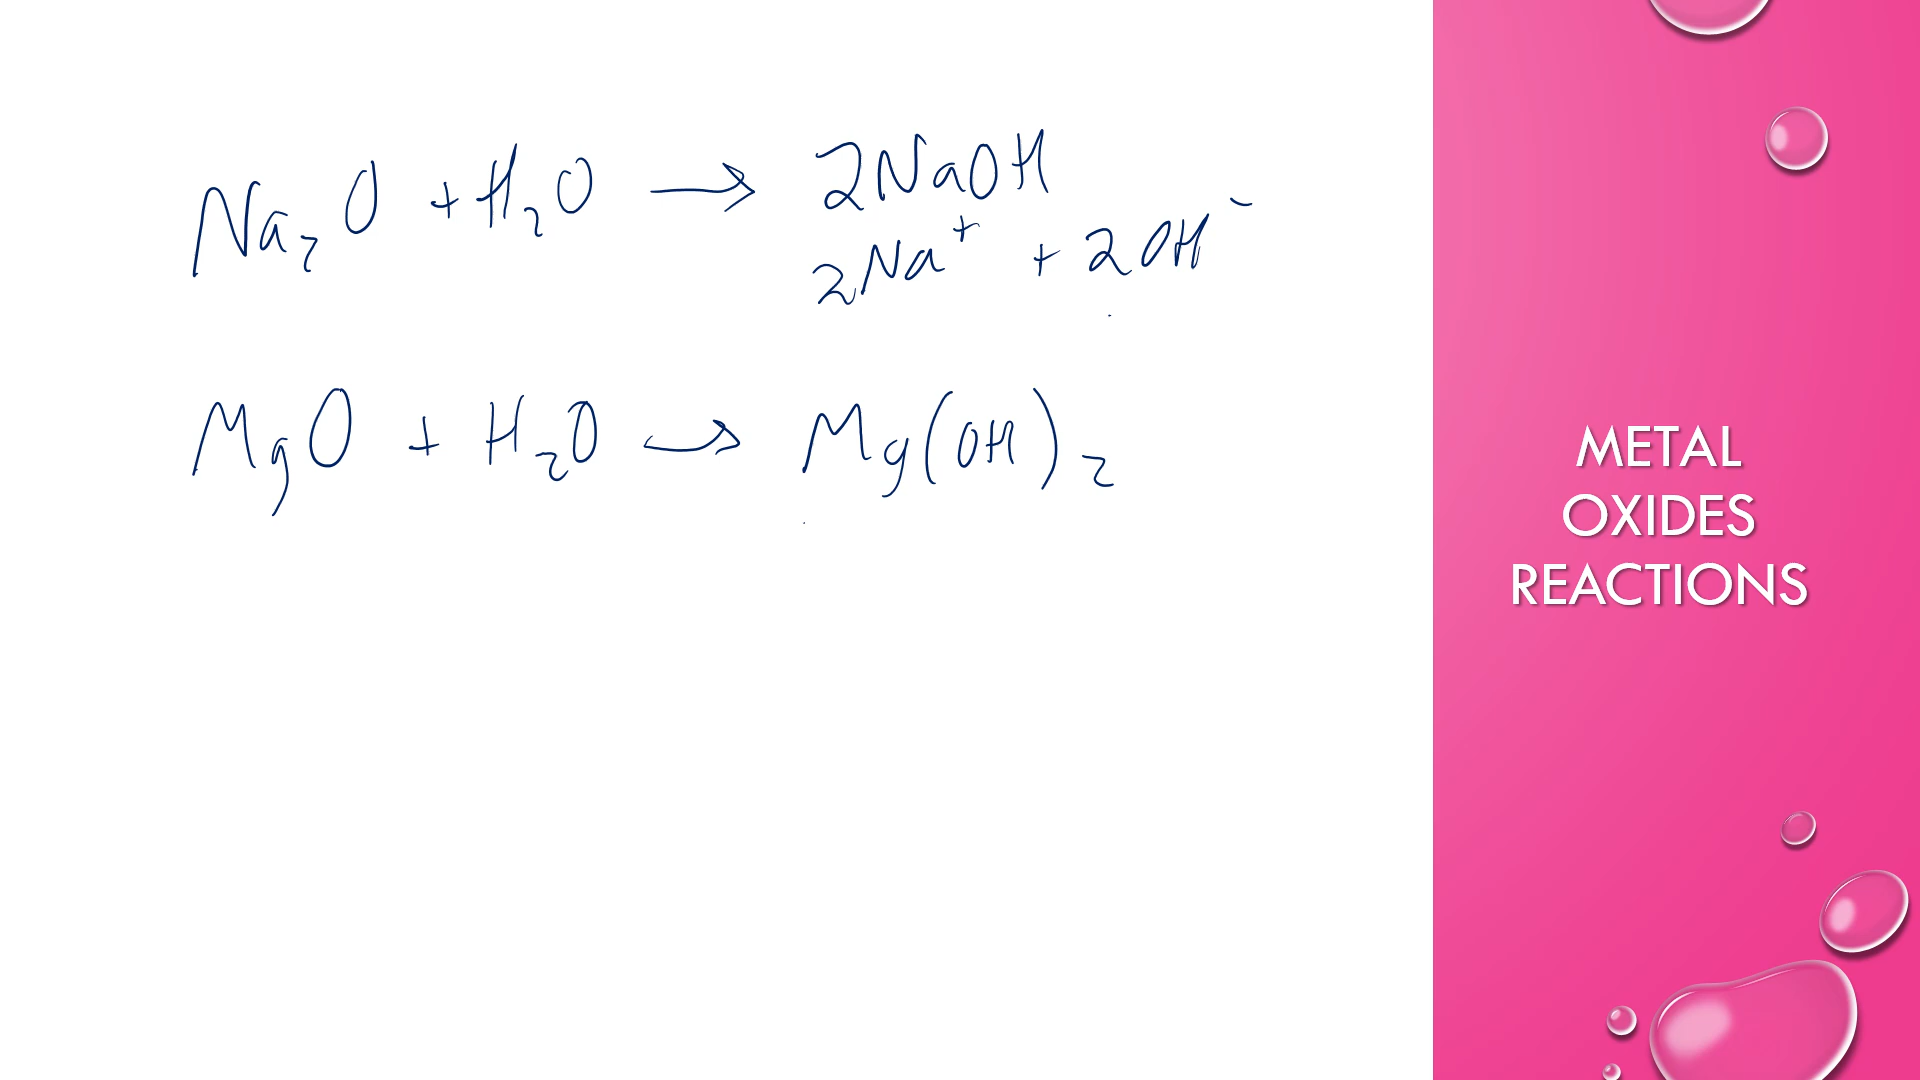 Na₂O + H₂O → 2NaOH
2Na⁺ + 2OH⁻
MgO + H₂O → Mg(OH)₂
METAL
OXIDES
REACTIONS